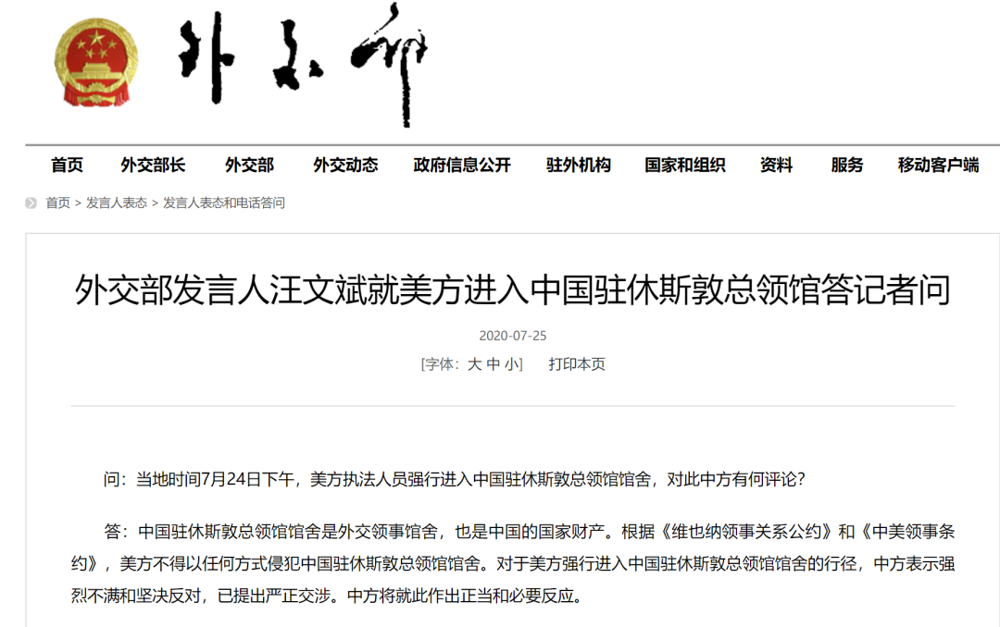 外交部
首页 外交部长 外交部 外交动态 政府信息公开 驻外机构 国家和组织 资料 服务 移动客户端
首页 > 发言人表态 > 发言人表态和电话答问
外交部发言人汪文斌就美方进入中国驻休斯敦总领馆答记者问
2020-07-25
[字体：大 中 小] 打印本页
问：当地时间7月24日下午，美方执法人员强行进入中国驻休斯敦总领馆馆舍，对此中方有何评论？
答：中国驻休斯敦总领馆馆舍是外交领事馆舍，也是中国的国家财产。根据《维也纳领事关系公约》和《中美领事条
约》，美方不得以任何方式侵犯中国驻休斯敦总领馆馆舍。对于美方强行进入中国驻休斯敦总领馆馆舍的行径，中方表示强
烈不满和坚决反对，已提出严正交涉。中方将就此作出正当和必要反应。